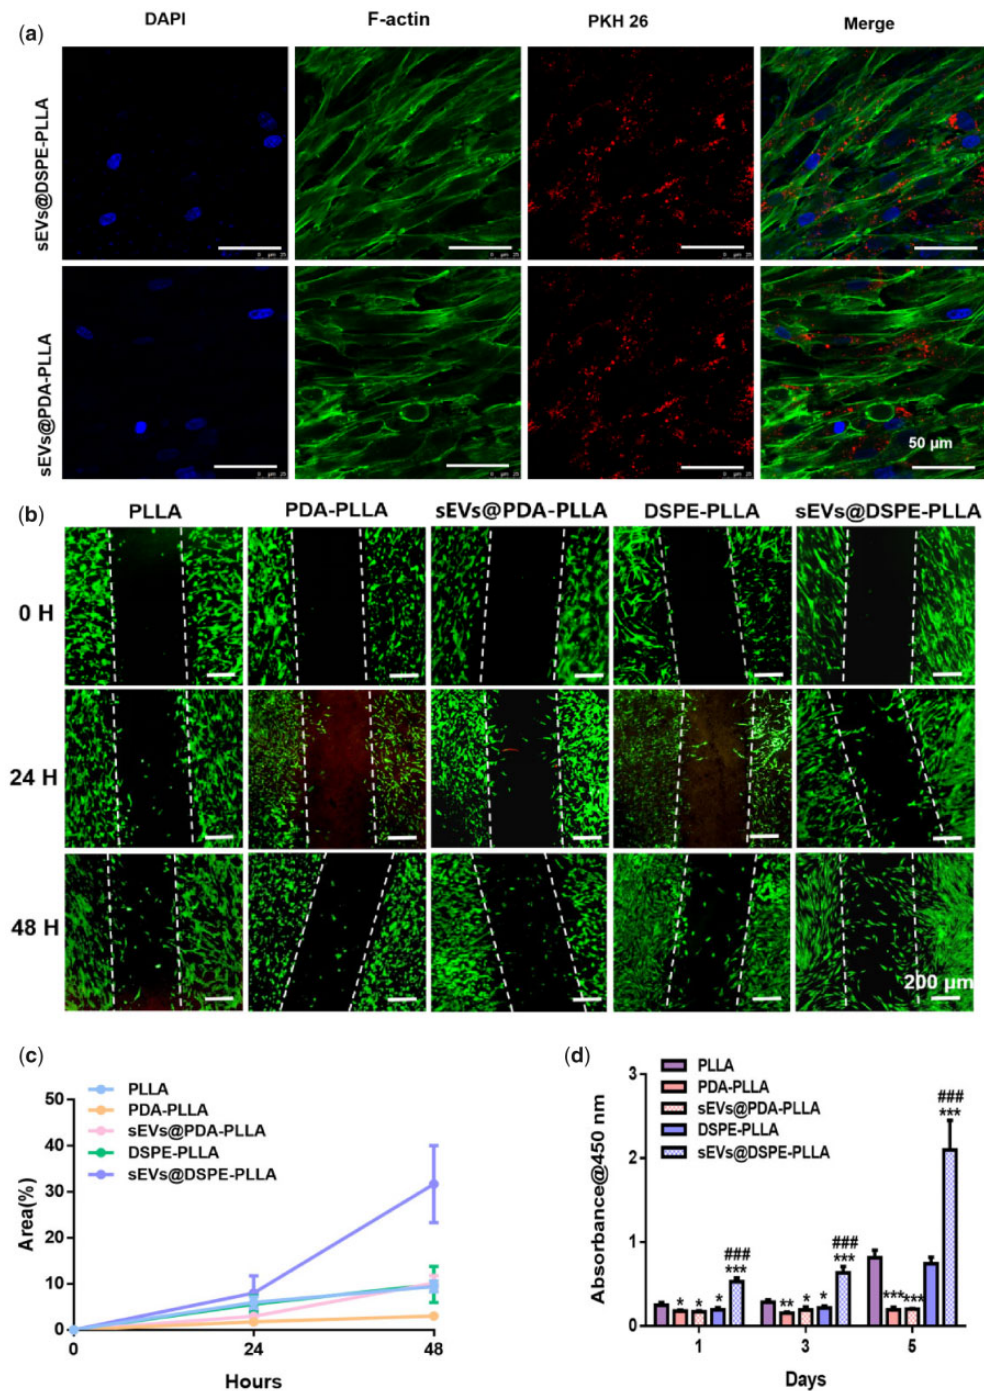 (a)
DAPI
F-actin
PKH 26
Merge
sEVs@DSPE-PLLA
sEVs@PDA-PLLA
50 μm
(b)
PLLA
PDA-PLLA
sEVs@PDA-PLLA
DSPE-PLLA
sEVs@DSPE-PLLA
0 H
24 H
48 H
200 μm
(c)
PLLA
PDA-PLLA
sEVs@PDA-PLLA
DSPE-PLLA
sEVs@DSPE-PLLA
Area(%)
50
40
30
20
10
0
0
24
48
Hours
(d)
PLLA
PDA-PLLA
sEVs@PDA-PLLA
DSPE-PLLA
sEVs@DSPE-PLLA
Absorbance@450 nm
3
2
1
0
* * * ### ***
** * * ### ***
*** *** ### ***
1
3
5
Days